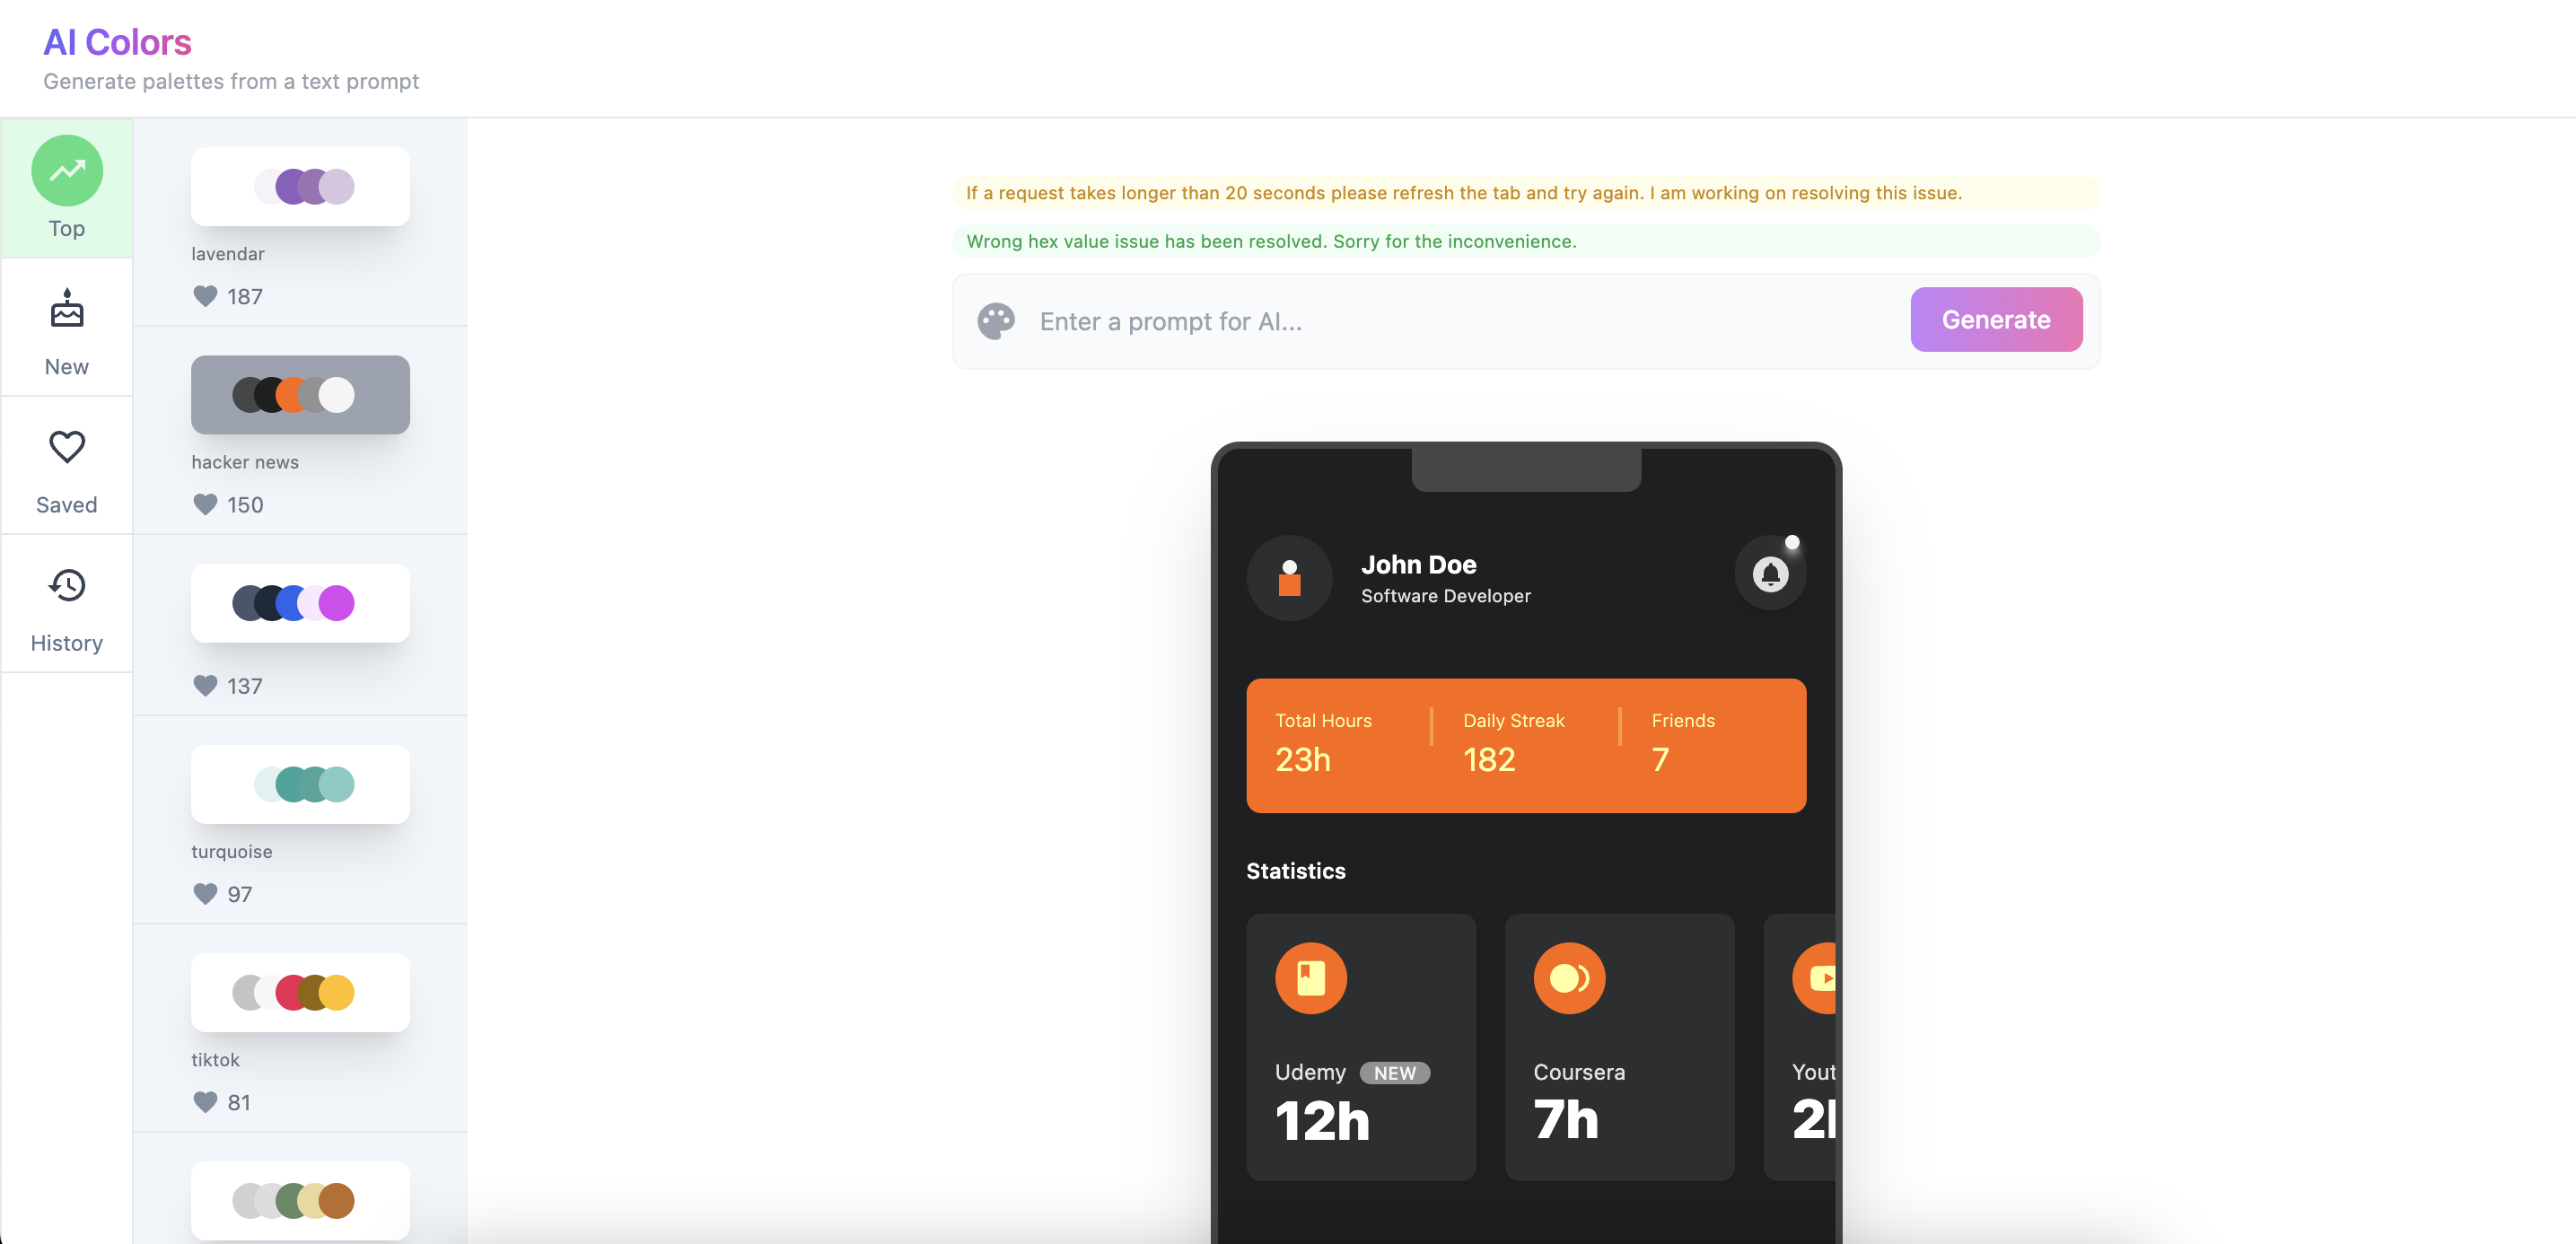 AI Colors
Generate palettes from a text prompt
Top
New
Saved
History
lavendar
187
hacker news
150
137
turquoise
97
tiktok
81
If a request takes longer than 20 seconds please refresh the tab and try again. I am working on resolving this issue.
Wrong hex value issue has been resolved. Sorry for the inconvenience.
Enter a prompt for AI...
Generate
John Doe
Software Developer
Total Hours
Daily Streak
Friends
23h
182
7
Statistics
Udemy NEW
Coursera
Yout
12h
7h